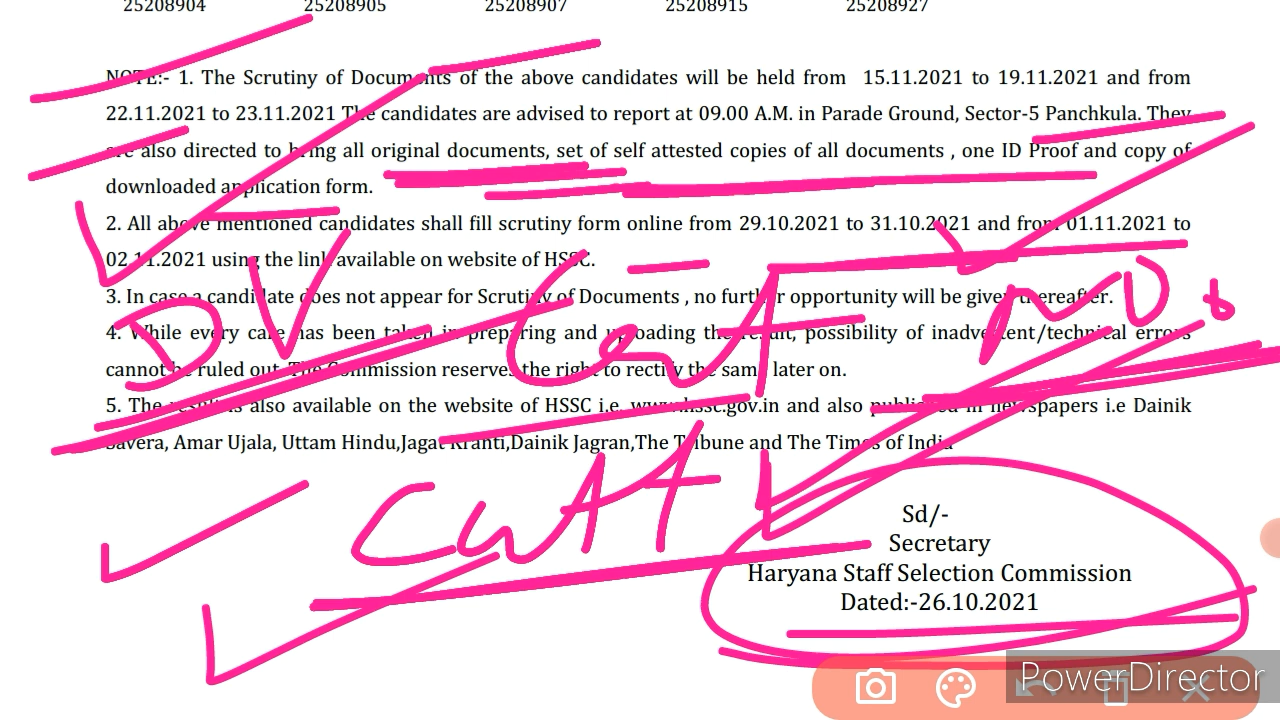 25208904 25208905 25208907 25208915 25208927
NOTE:- 1. The Scrutiny of Documents of the above candidates will be held from 15.11.2021 to 19.11.2021 and from
22.11.2021 to 23.11.2021 The candidates are advised to report at 09.00 A.M. in Parade Ground, Sector-5 Panchkula. They
are also directed to bring all original documents, set of self attested copies of all documents , one ID Proof and copy of
downloaded application form.
2. All above mentioned candidates shall fill scrutiny form online from 29.10.2021 to 31.10.2021 and from 01.11.2021 to
02.11.2021 using the link available on website of HSSC.
3. In case a candidate does not appear for Scrutiny of Documents , no further opportunity will be given thereafter.
4. While every care has been taken in preparing and uploading the result, possibility of inadvertent/technical errors
cannot be ruled out. The Commission reserves the right to rectify the same later on.
5. The result is also available on the website of HSSC i.e. www.hssc.gov.in and also published in newspapers i.e Dainik
Savera, Amar Ujala, Uttam Hindu,Jagat Kranti,Dainik Jagran,The Tribune and The Times of India
DV
Sd/-
Secretary
Haryana Staff Selection Commission
Dated:-26.10.2021
PowerDirector